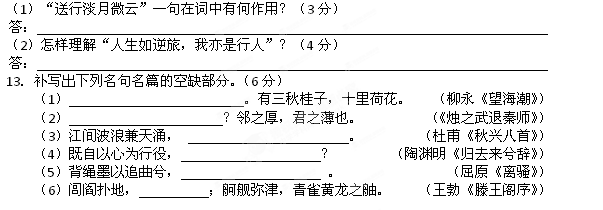 （1）“送行淡月微云”一句在词中有何作用？（3 分）
答：
（2）怎样理解“人生如逆旅，我亦是行人”？（4 分）
答：
13．补写出下列名句名篇的空缺部分。（6 分）
（1）____________________。有三秋桂子，十里荷花。 （柳永《望海潮》）
（2）____________________？邻之厚，君之薄也。 （《烛之武退秦师》）
（3）江间波浪兼天涌，____________________。 （杜甫《秋兴八首》）
（4）既自以心为行役，____________________？ （陶渊明《归去来兮辞》）
（5）背绳墨以追曲兮，____________________。 （屈原《离骚》）
（6）闾阎扑地，__________；舸舰弥津，青雀黄龙之舳。 （王勃《滕王阁序》）